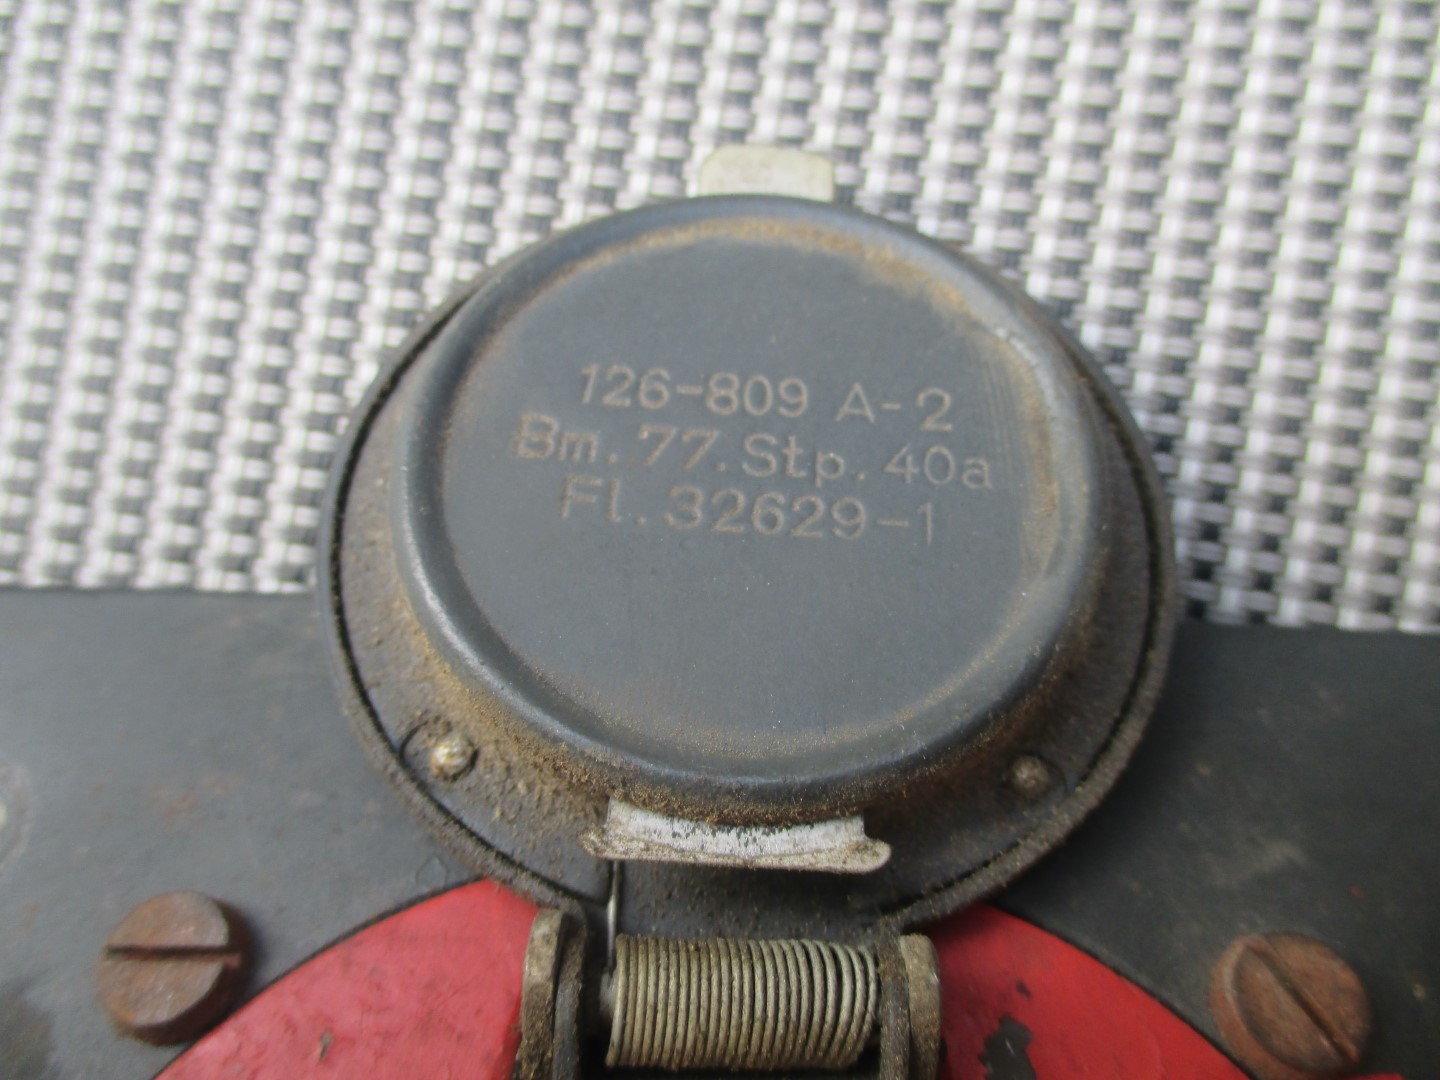 126-809 A-2
Bm. 77. Stp. 40a
Fl. 32629-1